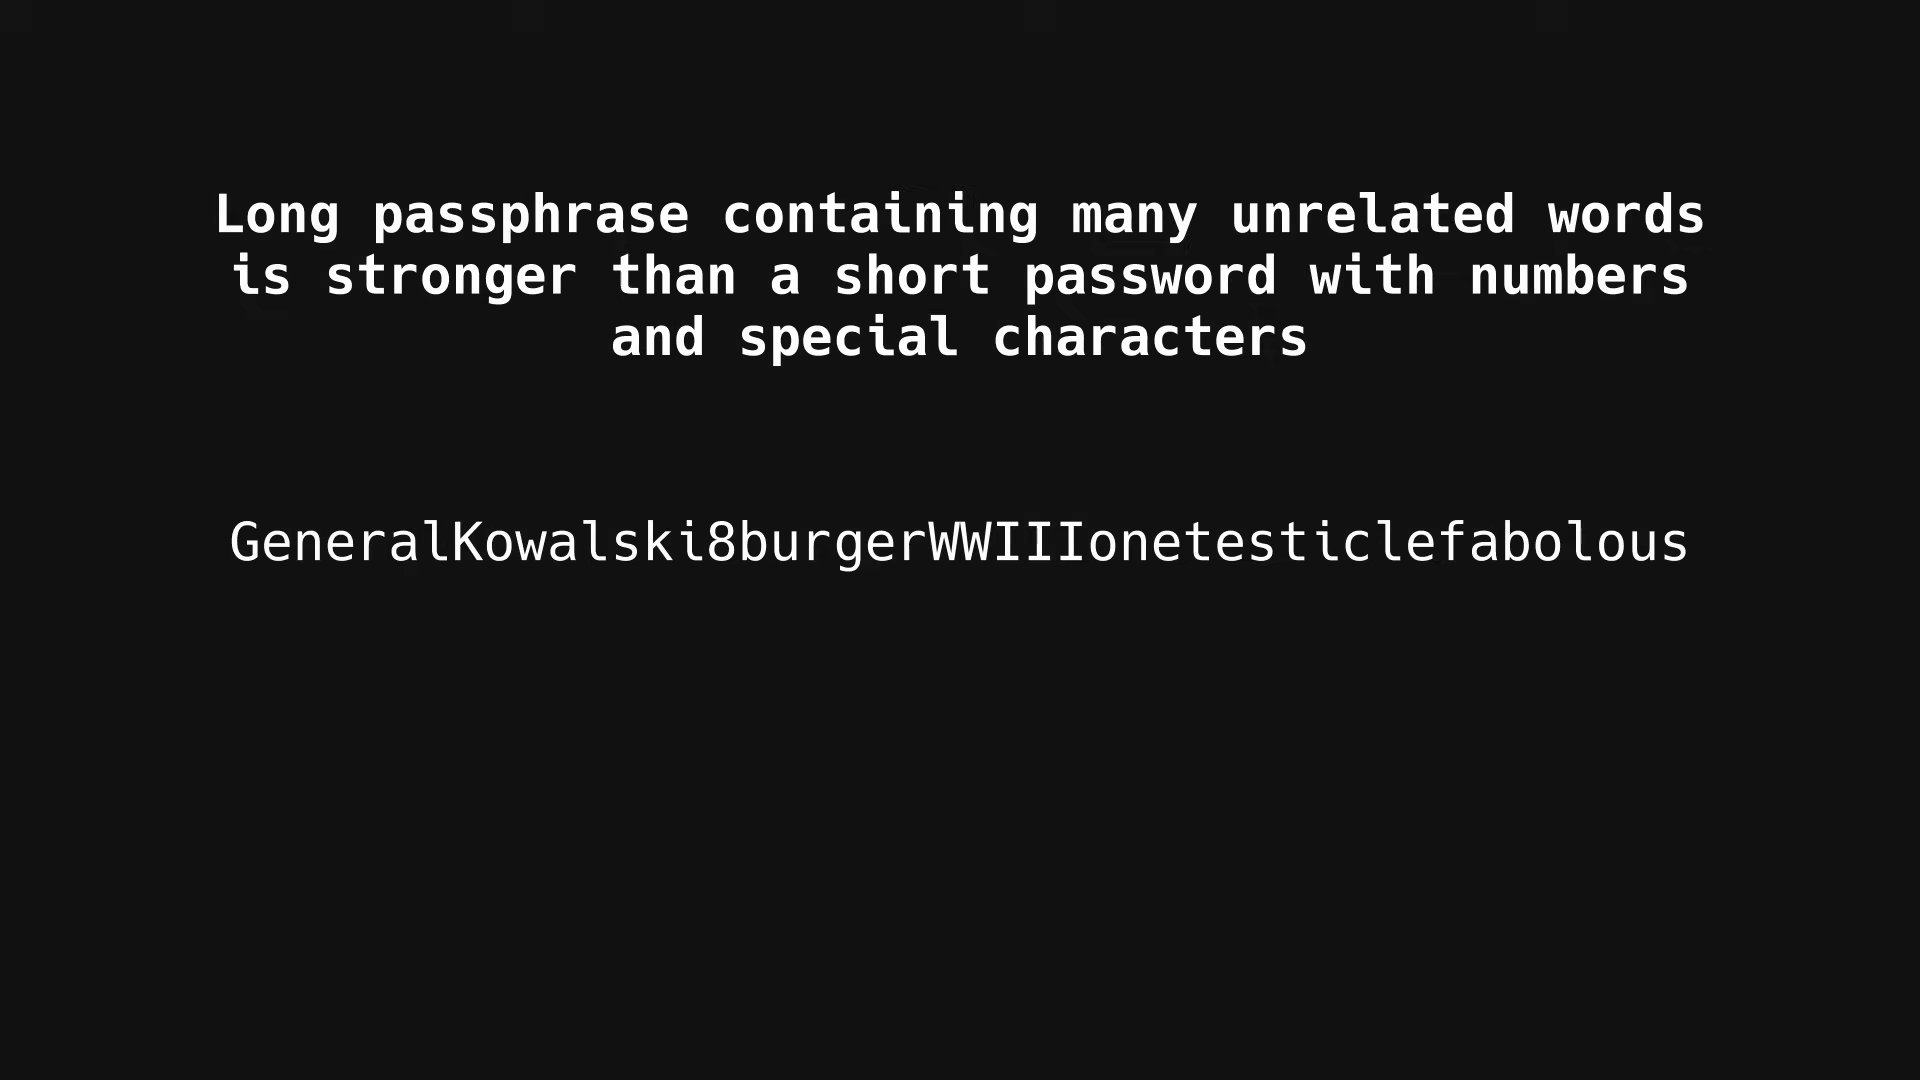 Long passphrase containing many unrelated words
is stronger than a short password with numbers
and special characters
GeneralKowalski8burgerWWIIIonetesticlefabolous